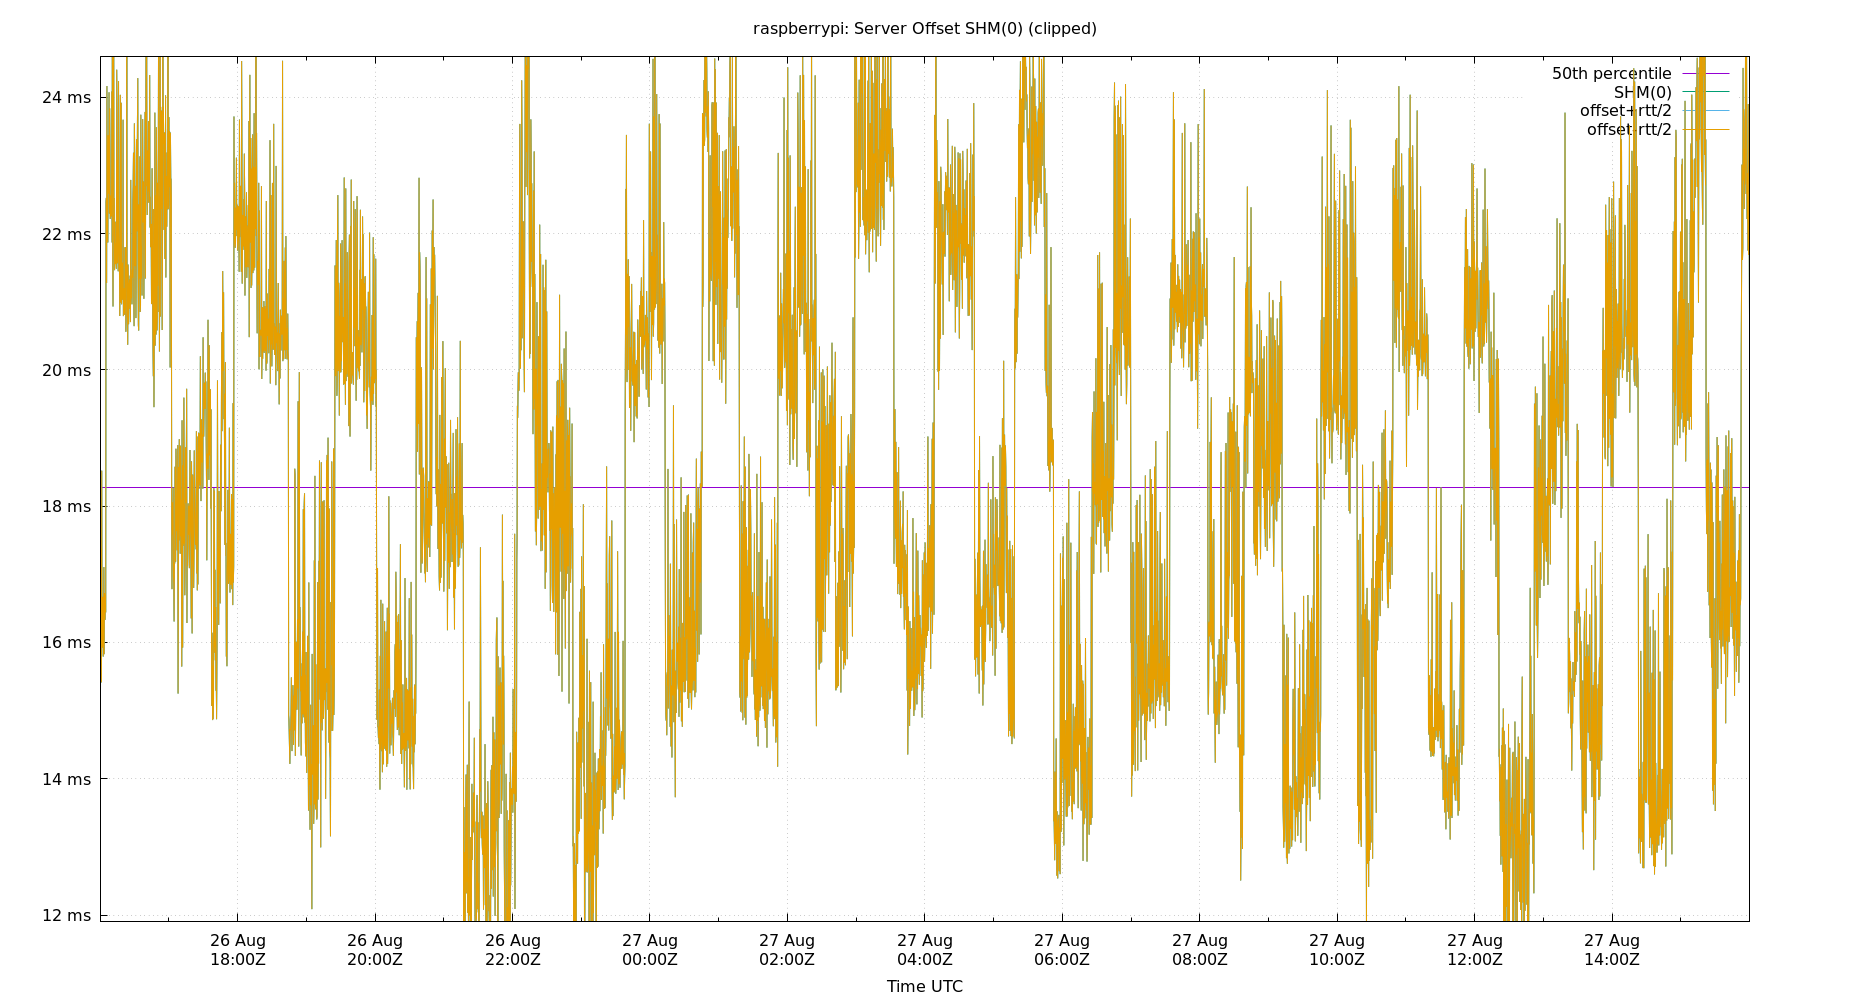 raspberrypi: Server Offset SHM(0) (clipped)
50th percentile
SHM(0)
offset+rtt/2
offset-rtt/2
24 ms
22 ms
20 ms
18 ms
16 ms
14 ms
12 ms
26 Aug 26 Aug 26 Aug 27 Aug 27 Aug 27 Aug 27 Aug 27 Aug 27 Aug 27 Aug 27 Aug
18:00Z 20:00Z 22:00Z 00:00Z 02:00Z 04:00Z 06:00Z 08:00Z 10:00Z 12:00Z 14:00Z
Time UTC